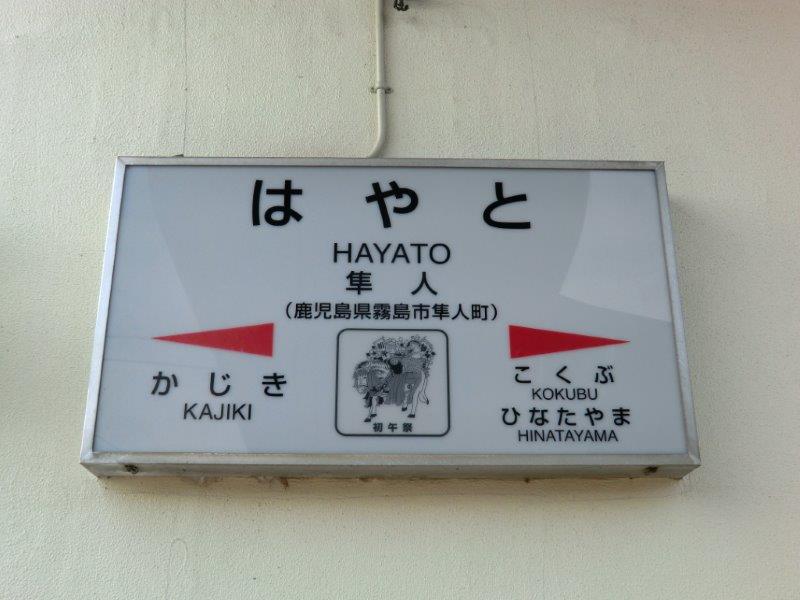 はやと
HAYATO
隼人
(鹿児島県霧島市隼人町)
かじき
KAJIKI
初午祭
こくぶ
KOKUBU
ひなたやま
HINATAYAMA